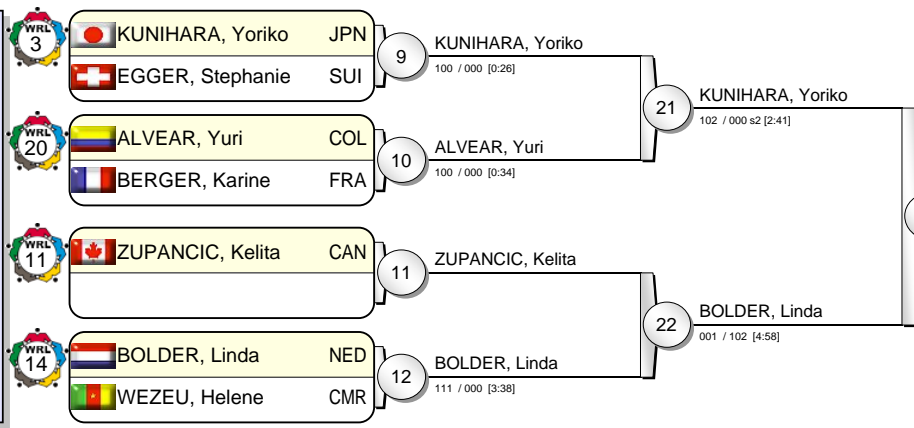 WRL
3
KUNIHARA, Yoriko JPN
EGGER, Stephanie SUI
9
KUNIHARA, Yoriko
100 / 000 [0:26]
WRL
20
ALVEAR, Yuri COL
BERGER, Karine FRA
10
ALVEAR, Yuri
100 / 000 [0:34]
21
KUNIHARA, Yoriko
102 / 000 s2 [2:41]
WRL
11
ZUPANCIC, Kelita CAN
11
ZUPANCIC, Kelita
WRL
14
BOLDER, Linda NED
WEZEU, Helene CMR
12
BOLDER, Linda
111 / 000 [3:38]
22
BOLDER, Linda
001 / 102 [4:58]